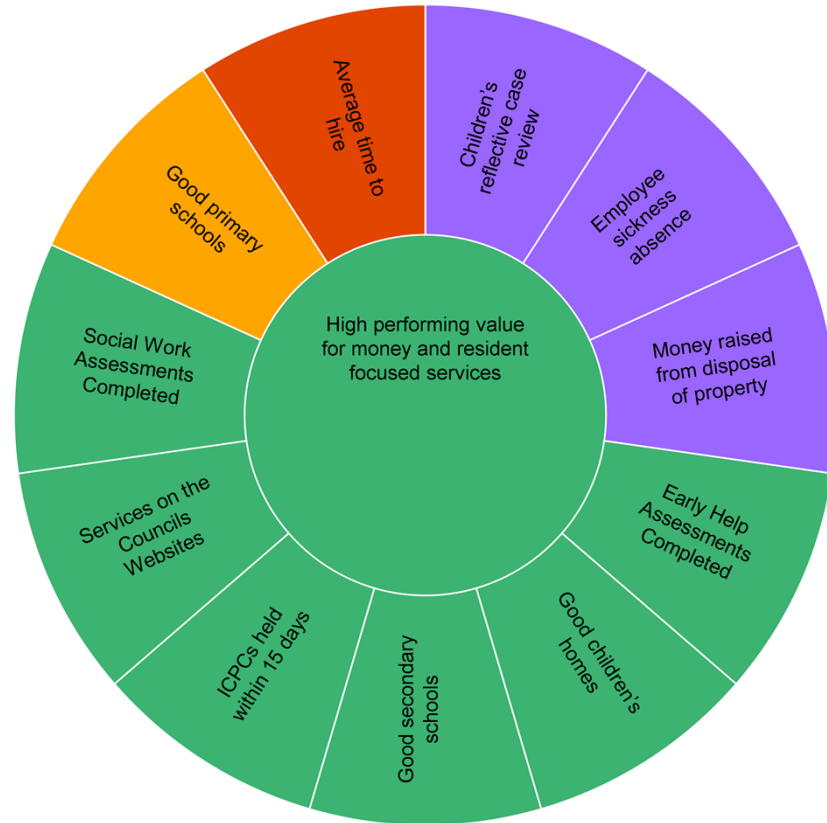 High performing value
for money and resident
focused services
Children's
reflective case
review
Employee
sickness
absence
Money raised
from disposal
of property
Early Help
Assessments
Completed
Good children's
homes
Good secondary
schools
ICPCs held
within 15 days
Services on the
Councils
Websites
Social Work
Assessments
Completed
Good primary
schools
Average time to
hire